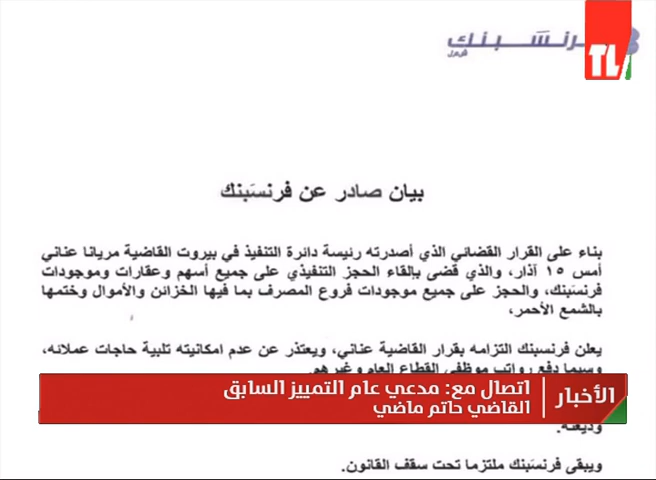 فرنسَبنك
ش.م.ل
TL
بيان صادر عن فرنسَبنك
بناء على القرار القضائي الذي أصدرته رئيسة دائرة التنفيذ في بيروت القاضية مريانا عناني
أمس ١٥ آذار، والذي قضى بإلقاء الحجز التنفيذي على جميع أسهم وعقارات وموجودات
فرنسَبنك، والحجز على جميع موجودات فروع المصرف بما فيها الخزائن والأموال وختمها
بالشمع الأحمر،
يعلن فرنسبنك التزامه بقرار القاضية عناني، ويعتذر عن عدم امكانيته تلبية حاجات عملائه،
وسيما دفع رواتب موظفي القطاع العام وغيرهم.
الأخبار
اتصال مع: مدعي عام التمييز السابق
القاضي حاتم ماضي
وديعته.
ويبقى فرنسَبنك ملتزما تحت سقف القانون.